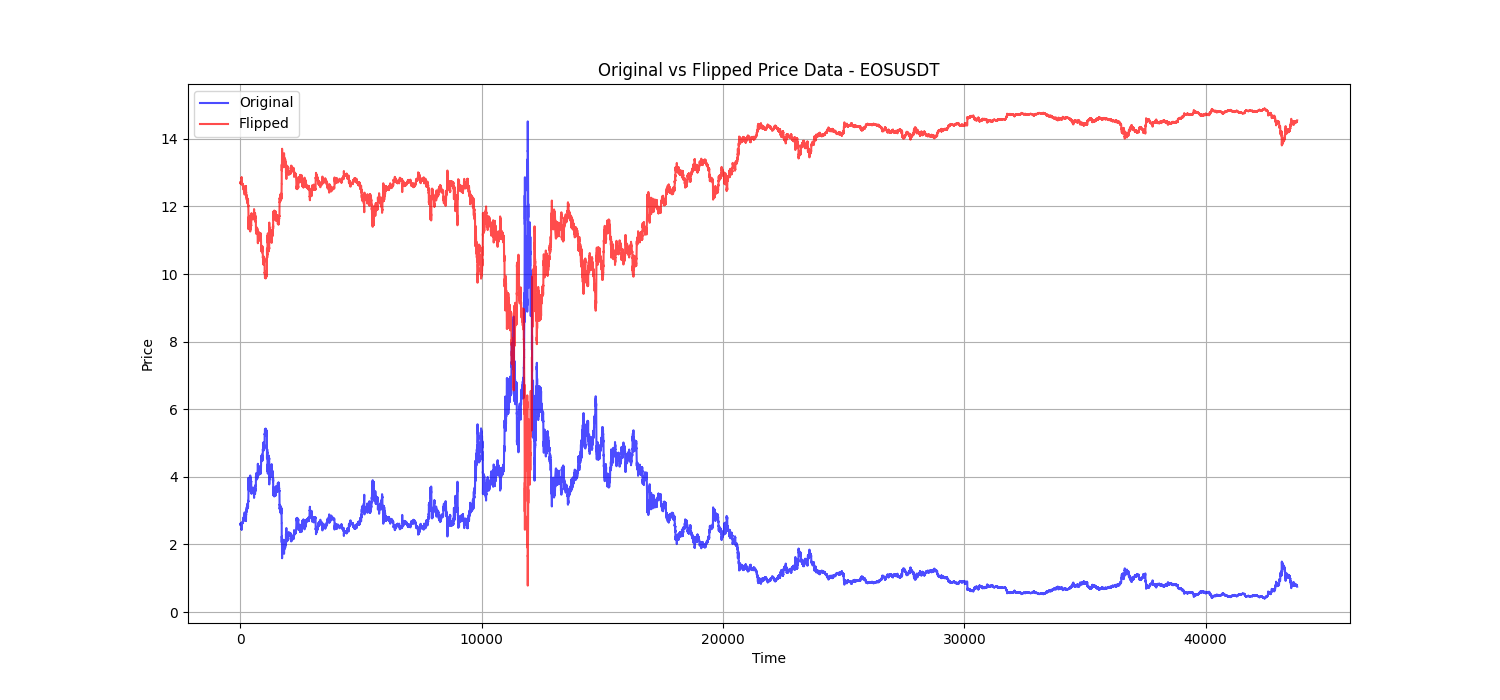 Original vs Flipped Price Data - EOSUSDT
Original
Flipped
Price
14
12
10
8
6
4
2
0
0 10000 20000 30000 40000
Time